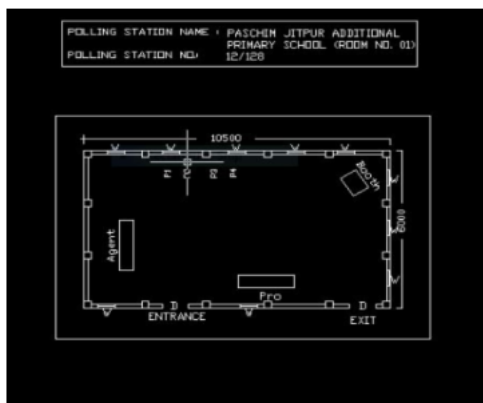 POLLING STATION NAME : PASCHIM JITPUR ADDITIONAL
PRIMARY SCHOOL (ROOM NO. 01)
POLLING STATION NO: 12/128
10500
W W W W W
P1 P2 P3 P4
Booth
W
6000
W
Agent
W
Pro
W D W D
ENTRANCE EXIT